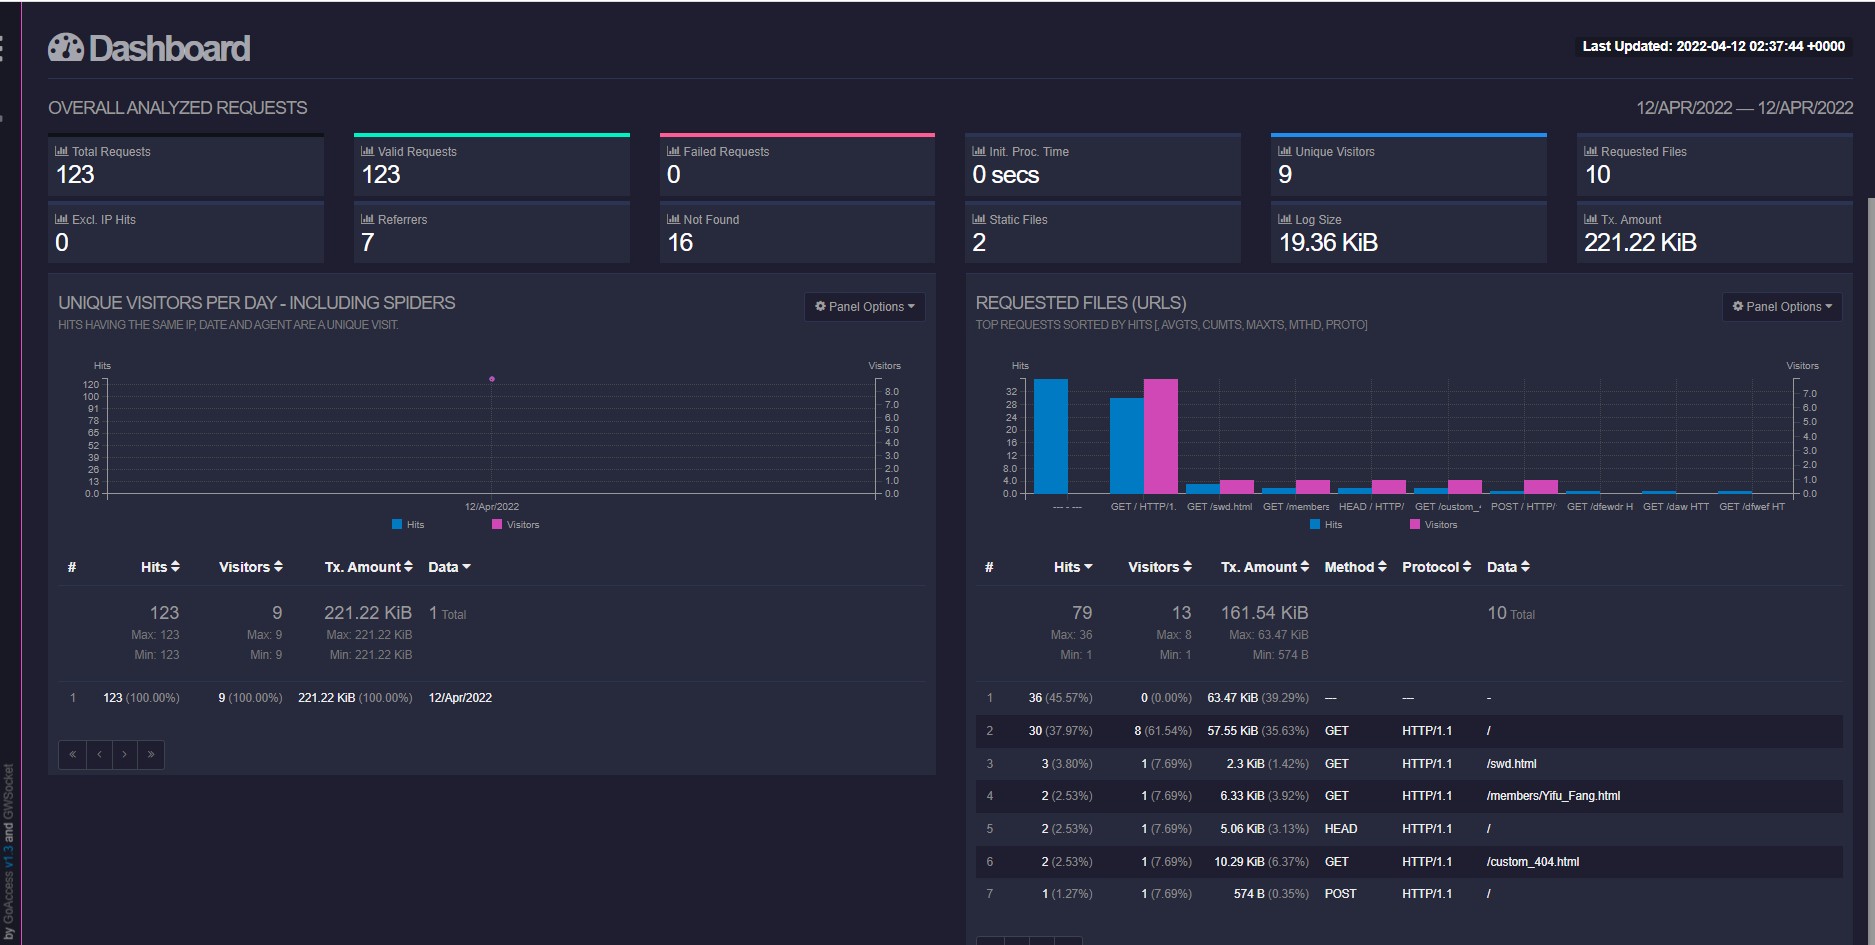 Dashboard
Last Updated: 2022-04-12 02:37:44 +0000
OVERALL ANALYZED REQUESTS
12/APR/2022 — 12/APR/2022
Total Requests
123
Valid Requests
123
Failed Requests
0
Init. Proc. Time
0 secs
Unique Visitors
9
Requested Files
10
Excl. IP Hits
0
Referrers
7
Not Found
16
Static Files
2
Log Size
19.36 KiB
Tx. Amount
221.22 KiB
UNIQUE VISITORS PER DAY - INCLUDING SPIDERS
HITS HAVING THE SAME IP, DATE AND AGENT ARE A UNIQUE VISIT.
Panel Options
Hits
Visitors
120
100
91
78
65
52
39
26
13
0.0
8.0
7.0
6.0
5.0
4.0
3.0
2.0
1.0
0.0
12/Apr/2022
Hits Visitors
# Hits Visitors Tx. Amount Data
123 9 221.22 KiB 1 Total
Max: 123 Max: 9 Max: 221.22 KiB
Min: 123 Min: 9 Min: 221.22 KiB
1 123 (100.00%) 9 (100.00%) 221.22 KiB (100.00%) 12/Apr/2022
« ‹ › »
REQUESTED FILES (URLS)
TOP REQUESTS SORTED BY HITS [, AVGTS, CUMTS, MAXTS, MTHD, PROTO]
Panel Options
Hits
Visitors
32
28
24
20
16
12
8.0
4.0
0.0
7.0
6.0
5.0
4.0
3.0
2.0
1.0
0.0
--- - --- GET / HTTP/1. GET /swd.html GET /members HEAD / HTTP/ GET /custom_4 POST / HTTP/ GET /dfewdr H GET /daw HTT GET /dfwef HT
Hits Visitors
# Hits Visitors Tx. Amount Method Protocol Data
79 13 161.54 KiB 10 Total
Max: 36 Max: 8 Max: 63.47 KiB
Min: 1 Min: 1 Min: 574 B
1 36 (45.57%) 0 (0.00%) 63.47 KiB (39.29%) --- --- -
2 30 (37.97%) 8 (61.54%) 57.55 KiB (35.63%) GET HTTP/1.1 /
3 3 (3.80%) 1 (7.69%) 2.3 KiB (1.42%) GET HTTP/1.1 /swd.html
4 2 (2.53%) 1 (7.69%) 6.33 KiB (3.92%) GET HTTP/1.1 /members/Yifu_Fang.html
5 2 (2.53%) 1 (7.69%) 5.06 KiB (3.13%) HEAD HTTP/1.1 /
6 2 (2.53%) 1 (7.69%) 10.29 KiB (6.37%) GET HTTP/1.1 /custom_404.html
7 1 (1.27%) 1 (7.69%) 574 B (0.35%) POST HTTP/1.1 /
by GoAccess v1.3 and GWSocket